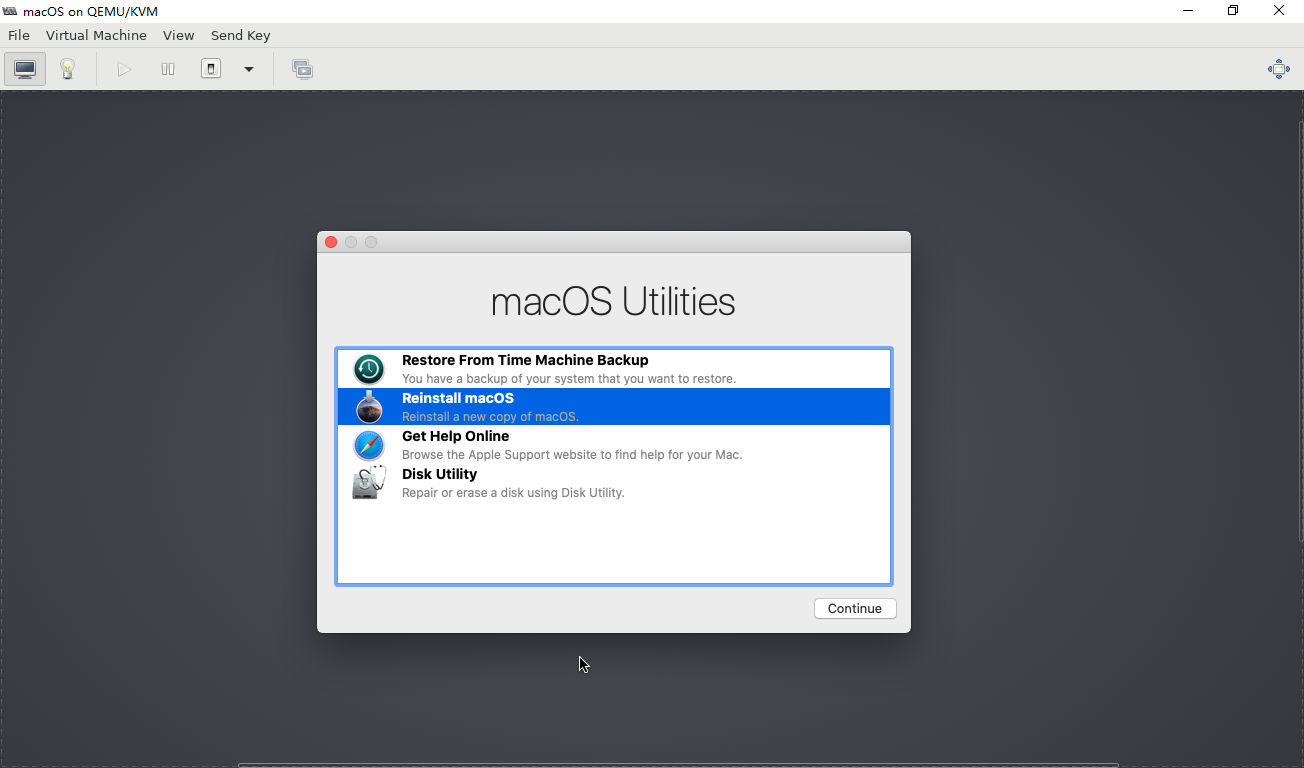 macOS on QEMU/KVM
File Virtual Machine View Send Key
macOS Utilities
Restore From Time Machine Backup
You have a backup of your system that you want to restore.
Reinstall macOS
Reinstall a new copy of macOS.
Get Help Online
Browse the Apple Support website to find help for your Mac.
Disk Utility
Repair or erase a disk using Disk Utility.
Continue